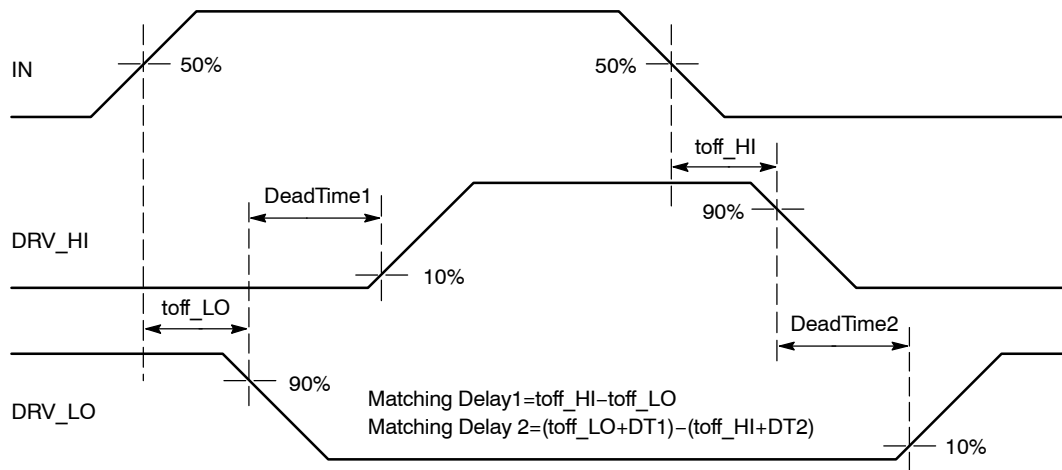 IN
50%
50%
toff_HI
DeadTime1
90%
DRV_HI
10%
toff_LO
DeadTime2
90%
DRV_LO
Matching Delay1=toff_HI−toff_LO
Matching Delay 2=(toff_LO+DT1)−(toff_HI+DT2)
10%